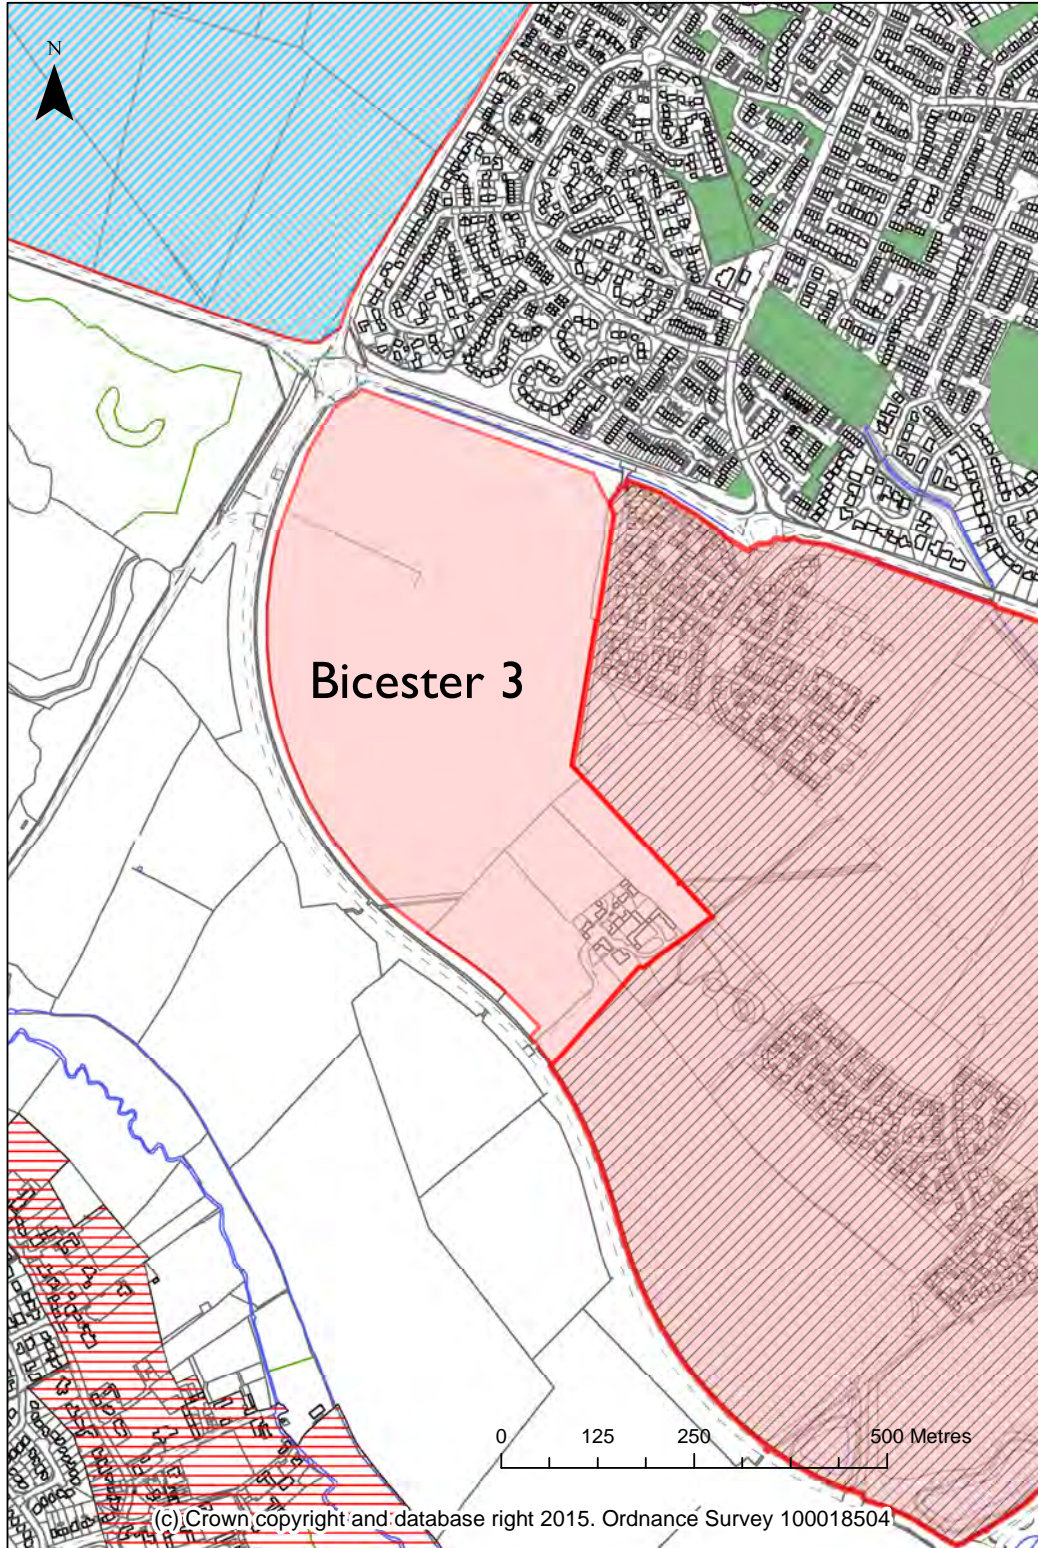 N
Bicester 3
0 125 250 500 Metres
(c) Crown copyright and database right 2015. Ordnance Survey 100018504